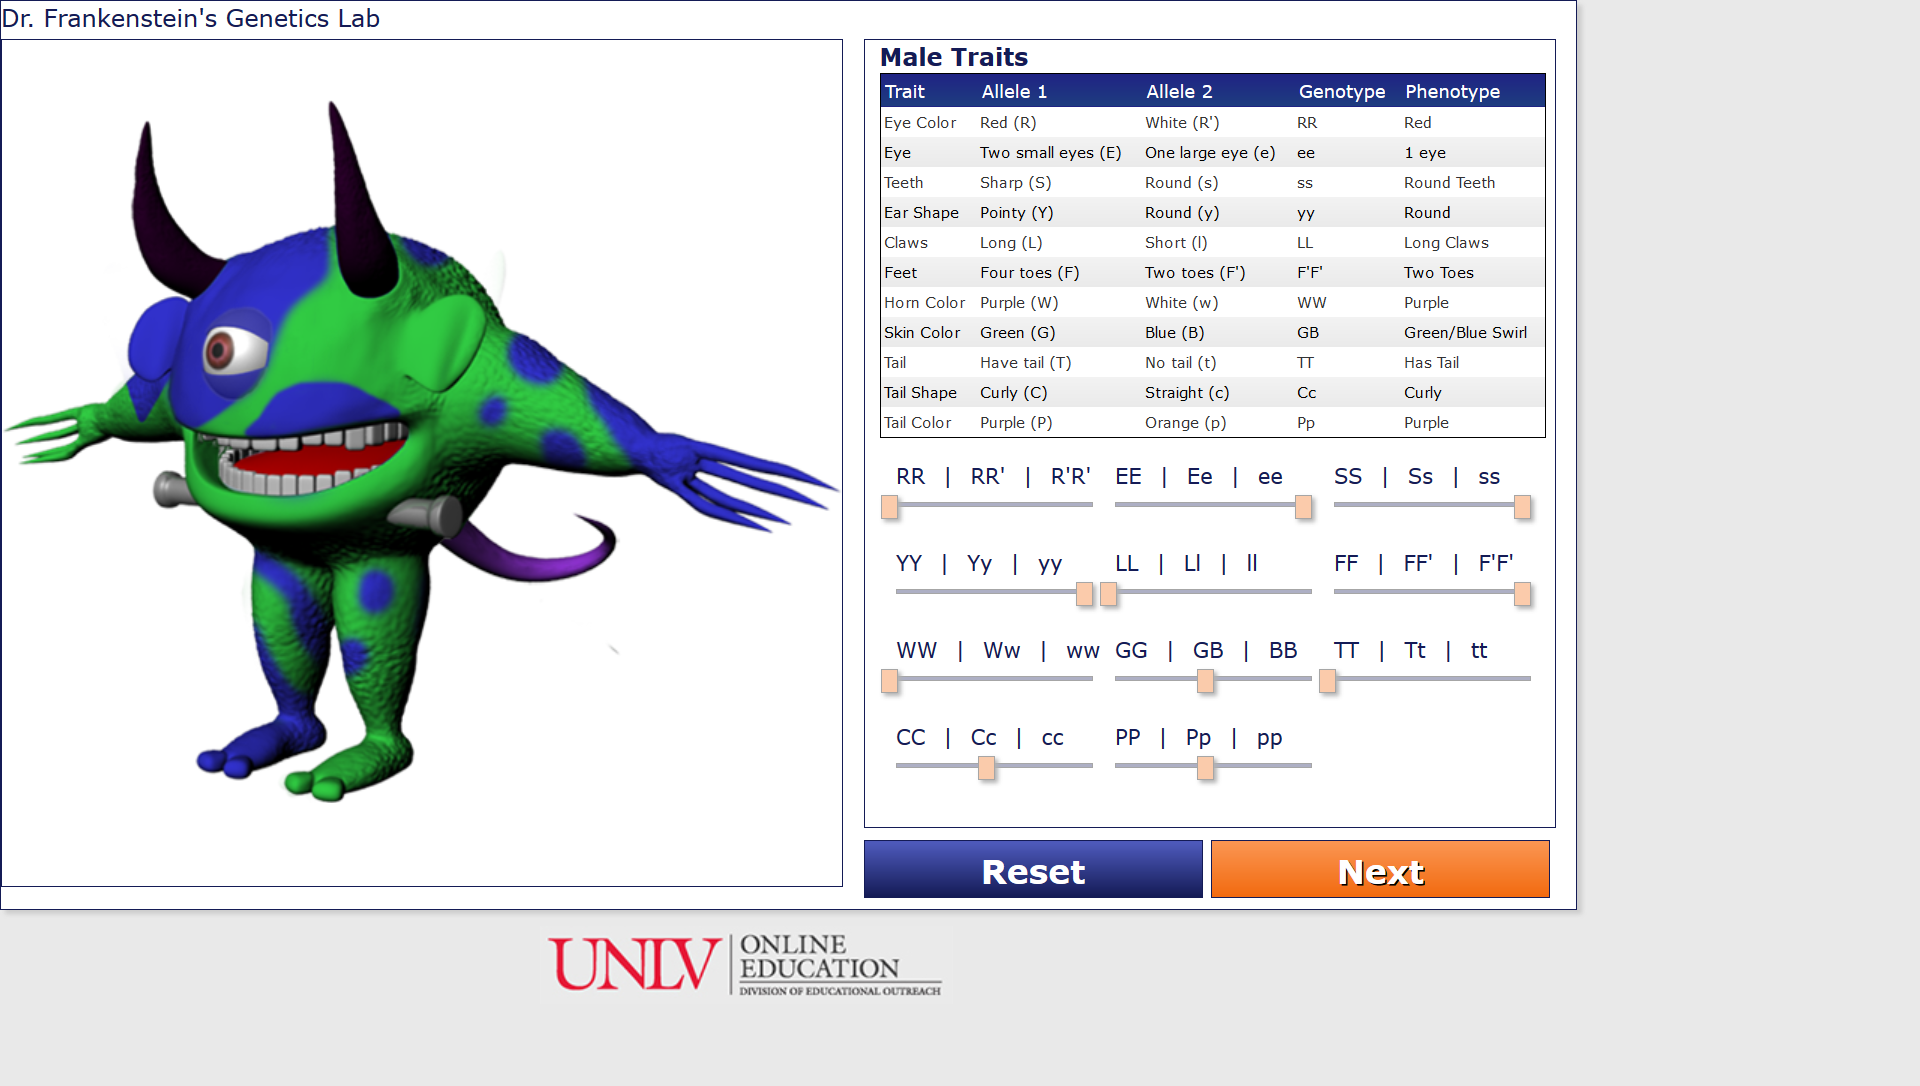 Dr. Frankenstein's Genetics Lab
Male Traits
Trait Allele 1 Allele 2 Genotype Phenotype
Eye Color Red (R) White (R') RR Red
Eye Two small eyes (E) One large eye (e) ee 1 eye
Teeth Sharp (S) Round (s) ss Round Teeth
Ear Shape Pointy (Y) Round (y) yy Round
Claws Long (L) Short (l) LL Long Claws
Feet Four toes (F) Two toes (F') F'F' Two Toes
Horn Color Purple (W) White (w) WW Purple
Skin Color Green (G) Blue (B) GB Green/Blue Swirl
Tail Have tail (T) No tail (t) TT Has Tail
Tail Shape Curly (C) Straight (c) Cc Curly
Tail Color Purple (P) Orange (p) Pp Purple
RR | RR' | R'R' EE | Ee | ee SS | Ss | ss
YY | Yy | yy LL | Ll | ll FF | FF' | F'F'
WW | Ww | ww GG | GB | BB TT | Tt | tt
CC | Cc | cc PP | Pp | pp
Reset Next
UNLV
ONLINE
EDUCATION
DIVISION OF EDUCATIONAL OUTREACH